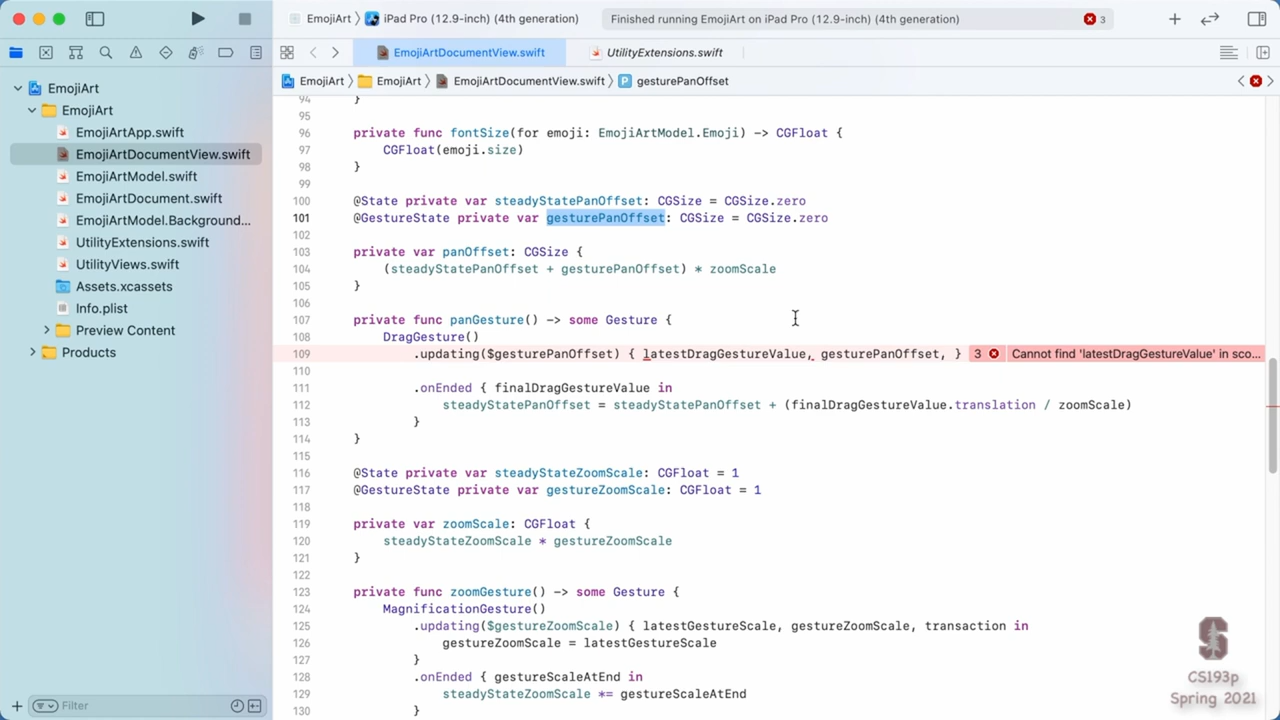 EmojiArt
iPad Pro (12.9-inch) (4th generation)
Finished running EmojiArt on iPad Pro (12.9-inch) (4th generation)
3
EmojiArtDocumentView.swift
UtilityExtensions.swift
EmojiArt
EmojiArt
EmojiArtDocumentView.swift
P
gesturePanOffset
EmojiArt
EmojiArt
EmojiArtApp.swift
EmojiArtDocumentView.swift
EmojiArtModel.swift
EmojiArtDocument.swift
EmojiArtModel.Background...
UtilityExtensions.swift
UtilityViews.swift
Assets.xcassets
Info.plist
Preview Content
Products
Filter
94 }
95
96 private func fontSize(for emoji: EmojiArtModel.Emoji) -> CGFloat {
97 CGFloat(emoji.size)
98 }
99
100 @State private var steadyStatePanOffset: CGSize = CGSize.zero
101 @GestureState private var gesturePanOffset: CGSize = CGSize.zero
102
103 private var panOffset: CGSize {
104 (steadyStatePanOffset + gesturePanOffset) * zoomScale
105 }
106
107 private func panGesture() -> some Gesture {
108 DragGesture()
109 .updating($gesturePanOffset) { latestDragGestureValue, gesturePanOffset, } 3 Cannot find 'latestDragGestureValue' in sco...
110
111 .onEnded { finalDragGestureValue in
112 steadyStatePanOffset = steadyStatePanOffset + (finalDragGestureValue.translation / zoomScale)
113 }
114 }
115
116 @State private var steadyStateZoomScale: CGFloat = 1
117 @GestureState private var gestureZoomScale: CGFloat = 1
118
119 private var zoomScale: CGFloat {
120 steadyStateZoomScale * gestureZoomScale
121 }
122
123 private func zoomGesture() -> some Gesture {
124 MagnificationGesture()
125 .updating($gestureZoomScale) { latestGestureScale, gestureZoomScale, transaction in
126 gestureZoomScale = latestGestureScale
127 }
128 .onEnded { gestureScaleAtEnd in
129 steadyStateZoomScale *= gestureScaleAtEnd
130 }
CS193p
Spring 2021